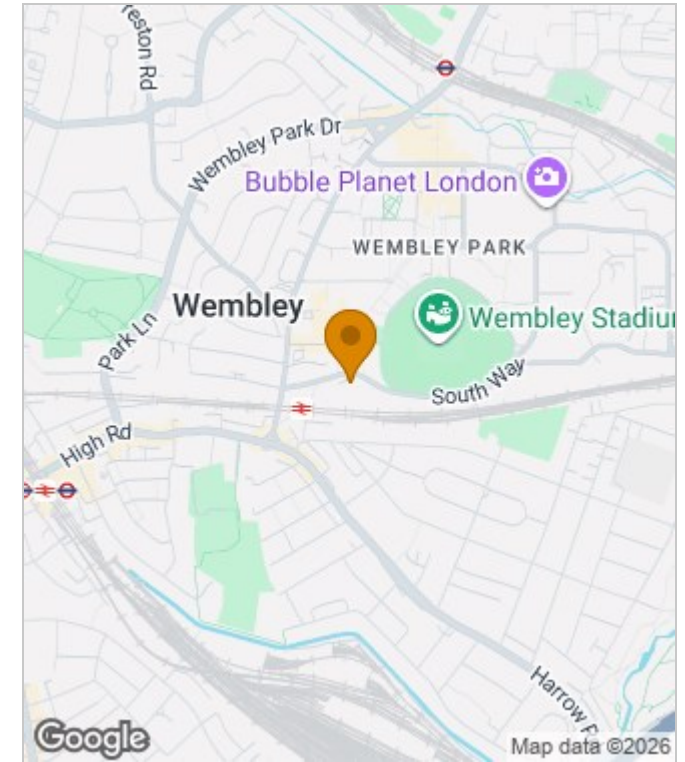 Preston Rd
Wembley Park Dr
Bubble Planet London
WEMBLEY PARK
Wembley
Wembley Stadiu
Park Ln
South Way
High Rd
Harrow
Google
Map data ©2026